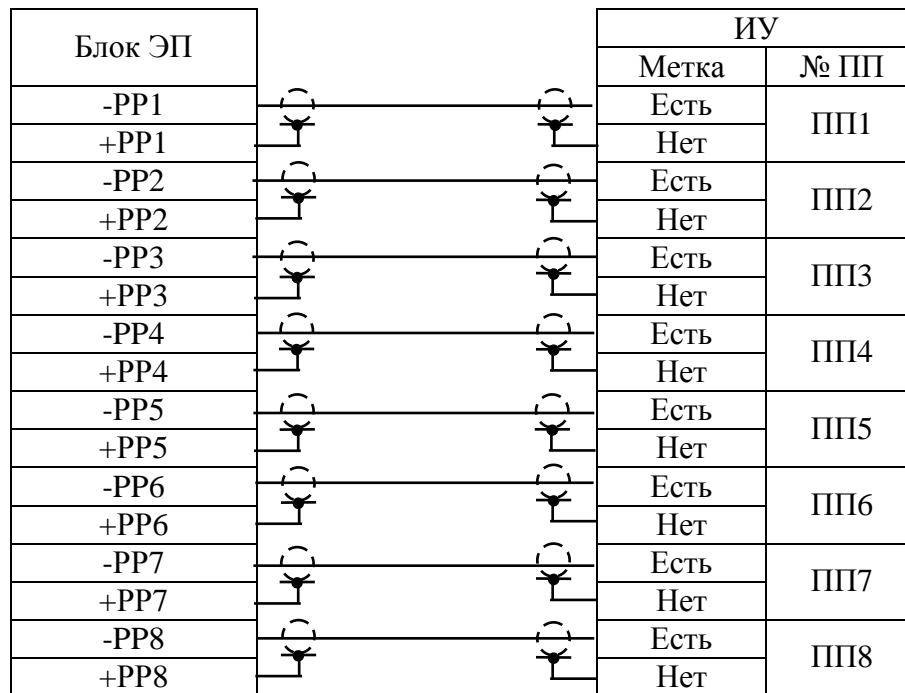 Блок ЭП ИУ
Метка № ПП
-РР1 Есть ПП1
+РР1 Нет
-РР2 Есть ПП2
+РР2 Нет
-РР3 Есть ПП3
+РР3 Нет
-РР4 Есть ПП4
+РР4 Нет
-РР5 Есть ПП5
+РР5 Нет
-РР6 Есть ПП6
+РР6 Нет
-РР7 Есть ПП7
+РР7 Нет
-РР8 Есть ПП8
+РР8 Нет